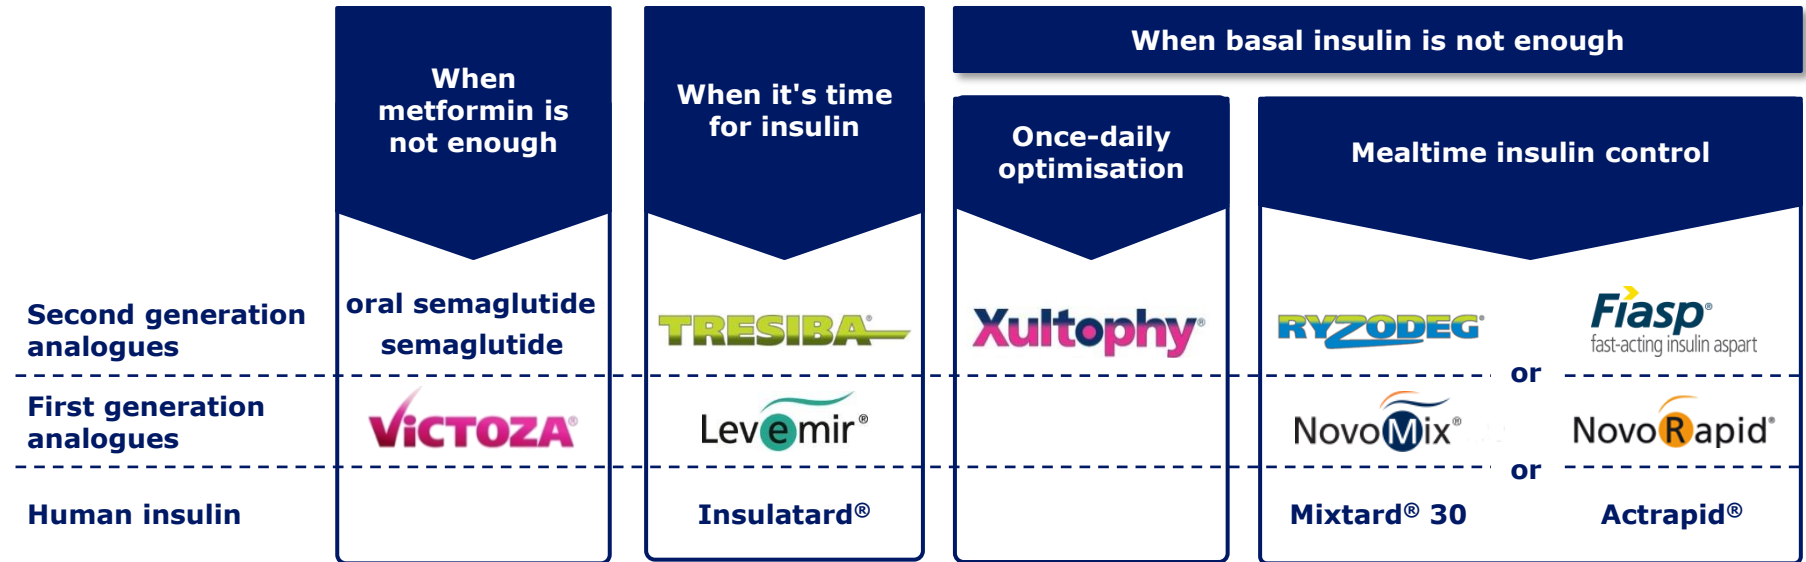 When basal insulin is not enough
When
metformin is
not enough
When it's time
for insulin
Once-daily
optimisation
Mealtime insulin control
Second generation
analogues
oral semaglutide
semaglutide
TRESIBA®
Xultophy®
RYZODEG®
Fiasp®
fast-acting insulin aspart
or
First generation
analogues
VICTOZA®
Levemir®
NovoMix®
NovoRapid®
or
Human insulin
Insulatard®
Mixtard® 30
Actrapid®